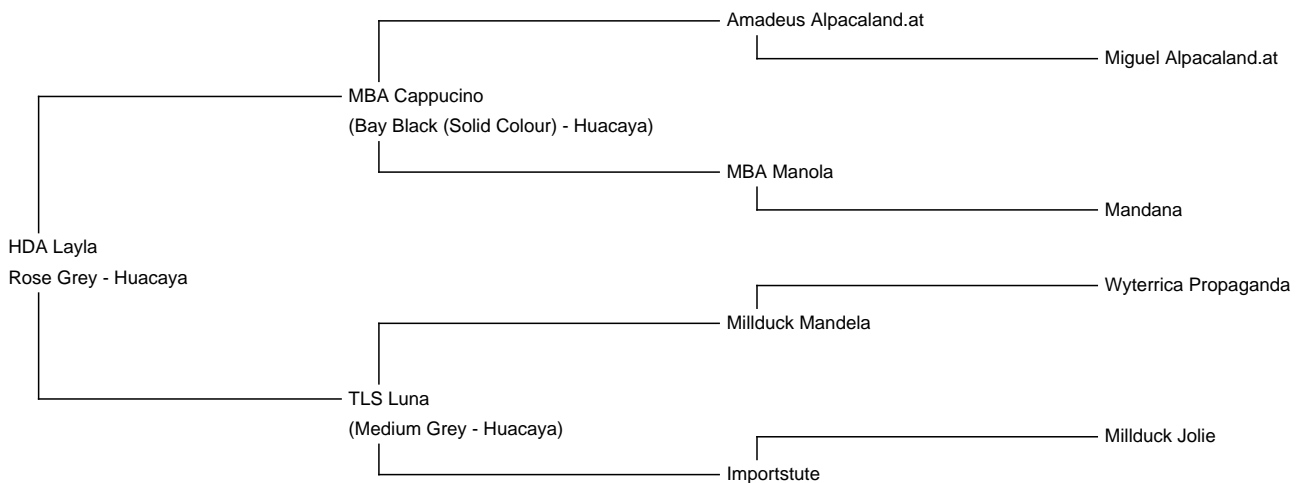 Amadeus Alpacaland.at
Miguel Alpacaland.at
MBA Cappucino
(Bay Black (Solid Colour) - Huacaya)
MBA Manola
Mandana
HDA Layla
Rose Grey - Huacaya
Wyterrica Propaganda
Millduck Mandela
TLS Luna
(Medium Grey - Huacaya)
Millduck Jolie
Importstute